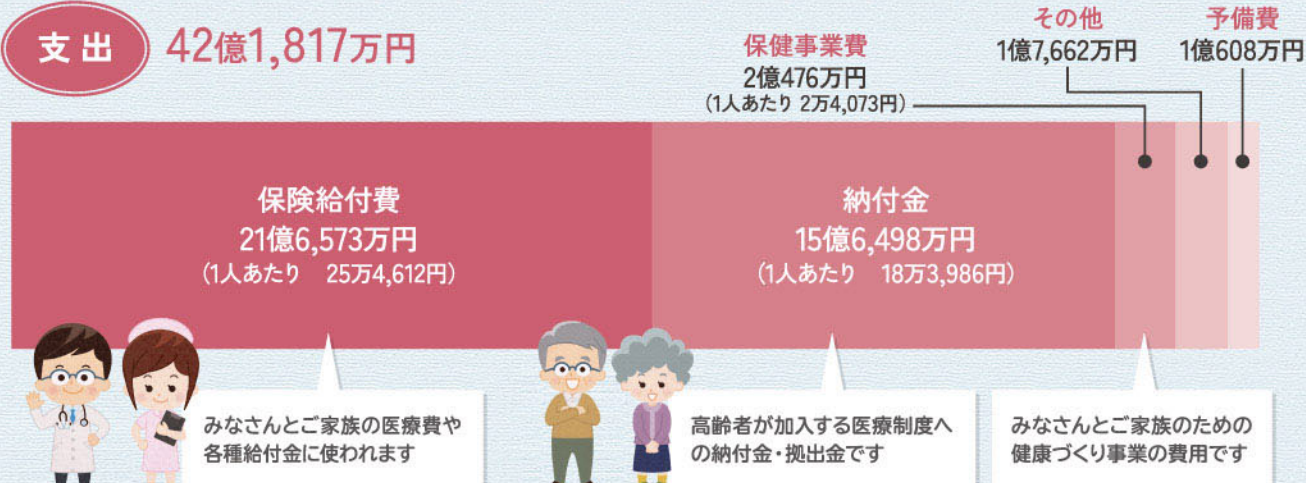 支出 42億1,817万円
保健事業費
2億476万円
(1人あたり 2万4,073円)
その他
1億7,662万円
予備費
1億608万円
保険給付費
21億6,573万円
(1人あたり　25万4,612円)
納付金
15億6,498万円
(1人あたり　18万3,986円)
みなさんとご家族の医療費や
各種給付金に使われます
高齢者が加入する医療制度へ
の納付金・拠出金です
みなさんとご家族のための
健康づくり事業の費用です